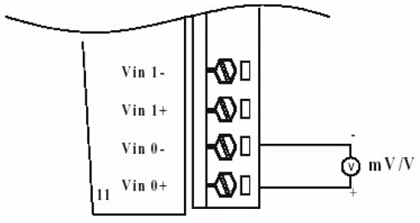 Vin 1-
Vin 1+
Vin 0-
-
V mV/V
11 Vin 0+
+